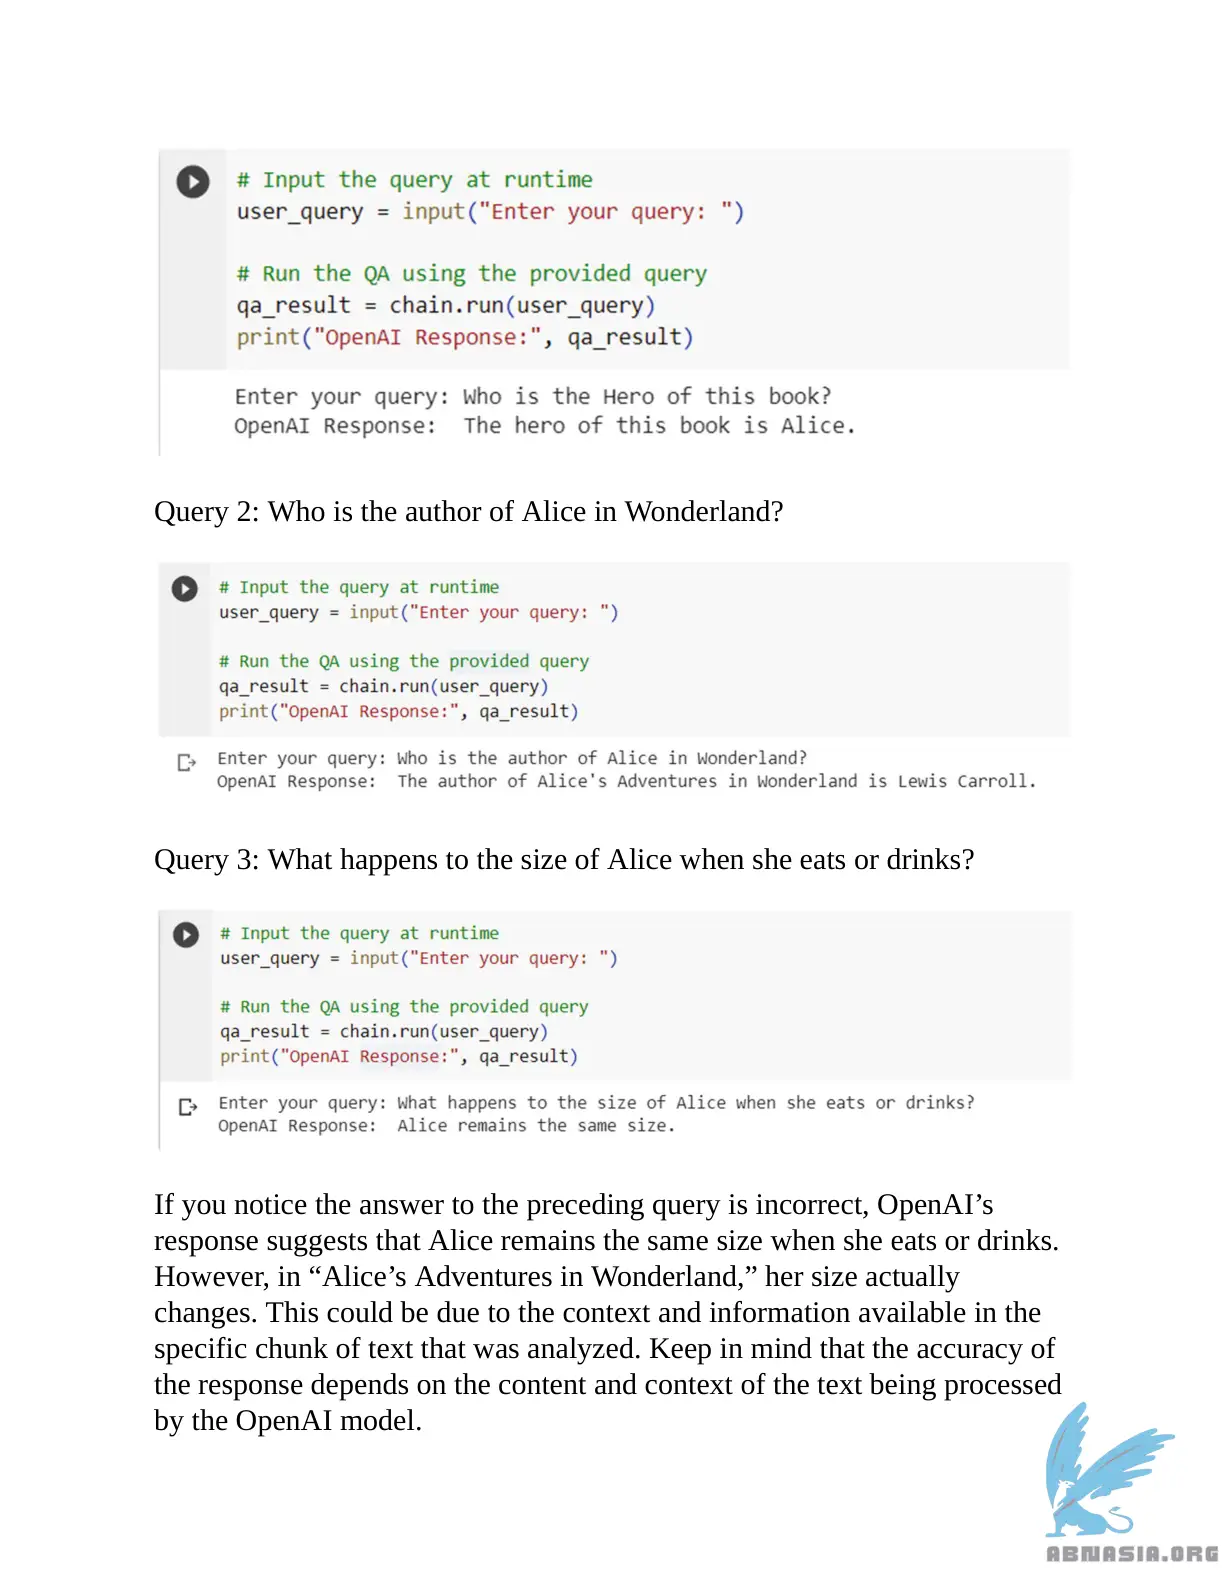 # Input the query at runtime
user_query = input("Enter your query: ")
# Run the QA using the provided query
qa_result = chain.run(user_query)
print("OpenAI Response:", qa_result)
Enter your query: Who is the Hero of this book?
OpenAI Response:  The hero of this book is Alice.
Query 2: Who is the author of Alice in Wonderland?
# Input the query at runtime
user_query = input("Enter your query: ")
# Run the QA using the provided query
qa_result = chain.run(user_query)
print("OpenAI Response:", qa_result)
Enter your query: Who is the author of Alice in Wonderland?
OpenAI Response:  The author of Alice's Adventures in Wonderland is Lewis Carroll.
Query 3: What happens to the size of Alice when she eats or drinks?
# Input the query at runtime
user_query = input("Enter your query: ")
# Run the QA using the provided query
qa_result = chain.run(user_query)
print("OpenAI Response:", qa_result)
Enter your query: What happens to the size of Alice when she eats or drinks?
OpenAI Response:  Alice remains the same size.
If you notice the answer to the preceding query is incorrect, OpenAI’s
response suggests that Alice remains the same size when she eats or drinks.
However, in “Alice’s Adventures in Wonderland,” her size actually
changes. This could be due to the context and information available in the
specific chunk of text that was analyzed. Keep in mind that the accuracy of
the response depends on the content and context of the text being processed
by the OpenAI model.
ABNASIA.ORG